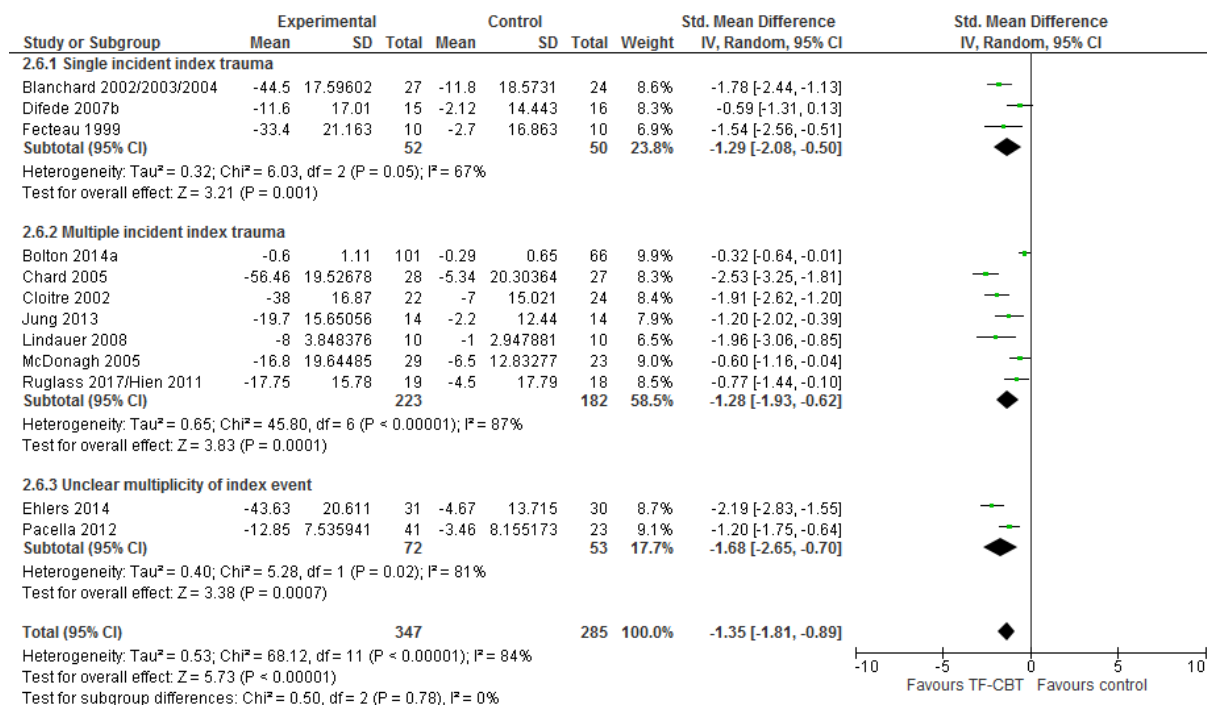 Experimental Control Std. Mean Difference Std. Mean Difference
Study or Subgroup Mean SD Total Mean SD Total Weight IV, Random, 95% CI IV, Random, 95% CI
2.6.1 Single incident index trauma
Blanchard 2002/2003/2004 -44.5 17.59602 27 -11.8 18.5731 24 8.6% -1.78 [-2.44, -1.13]
Difede 2007b -11.6 17.01 15 -2.12 14.443 16 8.3% -0.59 [-1.31, 0.13]
Fecteau 1999 -33.4 21.163 10 -2.7 16.863 10 6.9% -1.54 [-2.56, -0.51]
Subtotal (95% CI) 52 50 23.8% -1.29 [-2.08, -0.50]
Heterogeneity: Tau² = 0.32; Chi² = 6.03, df = 2 (P = 0.05); I² = 67%
Test for overall effect: Z = 3.21 (P = 0.001)
2.6.2 Multiple incident index trauma
Bolton 2014a -0.6 1.11 101 -0.29 0.65 66 9.9% -0.32 [-0.64, -0.01]
Chard 2005 -56.46 19.52678 28 -5.34 20.30364 27 8.3% -2.53 [-3.25, -1.81]
Cloitre 2002 -38 16.87 22 -7 15.021 24 8.4% -1.91 [-2.62, -1.20]
Jung 2013 -19.7 15.65056 14 -2.2 12.44 14 7.9% -1.20 [-2.02, -0.39]
Lindauer 2008 -8 3.848376 10 -1 2.947881 10 6.5% -1.96 [-3.06, -0.85]
McDonagh 2005 -16.8 19.64485 29 -6.5 12.83277 23 9.0% -0.60 [-1.16, -0.04]
Ruglass 2017/Hien 2011 -17.75 15.78 19 -4.5 17.79 18 8.5% -0.77 [-1.44, -0.10]
Subtotal (95% CI) 223 182 58.5% -1.28 [-1.93, -0.62]
Heterogeneity: Tau² = 0.65; Chi² = 45.80, df = 6 (P < 0.00001); I² = 87%
Test for overall effect: Z = 3.83 (P = 0.0001)
2.6.3 Unclear multiplicity of index event
Ehlers 2014 -43.63 20.611 31 -4.67 13.715 30 8.7% -2.19 [-2.83, -1.55]
Pacella 2012 -12.85 7.535941 41 -3.46 8.155173 23 9.1% -1.20 [-1.75, -0.64]
Subtotal (95% CI) 72 53 17.7% -1.68 [-2.65, -0.70]
Heterogeneity: Tau² = 0.40; Chi² = 5.28, df = 1 (P = 0.02); I² = 81%
Test for overall effect: Z = 3.38 (P = 0.0007)
Total (95% CI) 347 285 100.0% -1.35 [-1.81, -0.89]
Heterogeneity: Tau² = 0.53; Chi² = 68.12, df = 11 (P < 0.00001); I² = 84%
Test for overall effect: Z = 5.73 (P < 0.00001)
Test for subgroup differences: Chi² = 0.50, df = 2 (P = 0.78), I² = 0%
-10 -5 0 5 10
Favours TF-CBT Favours control